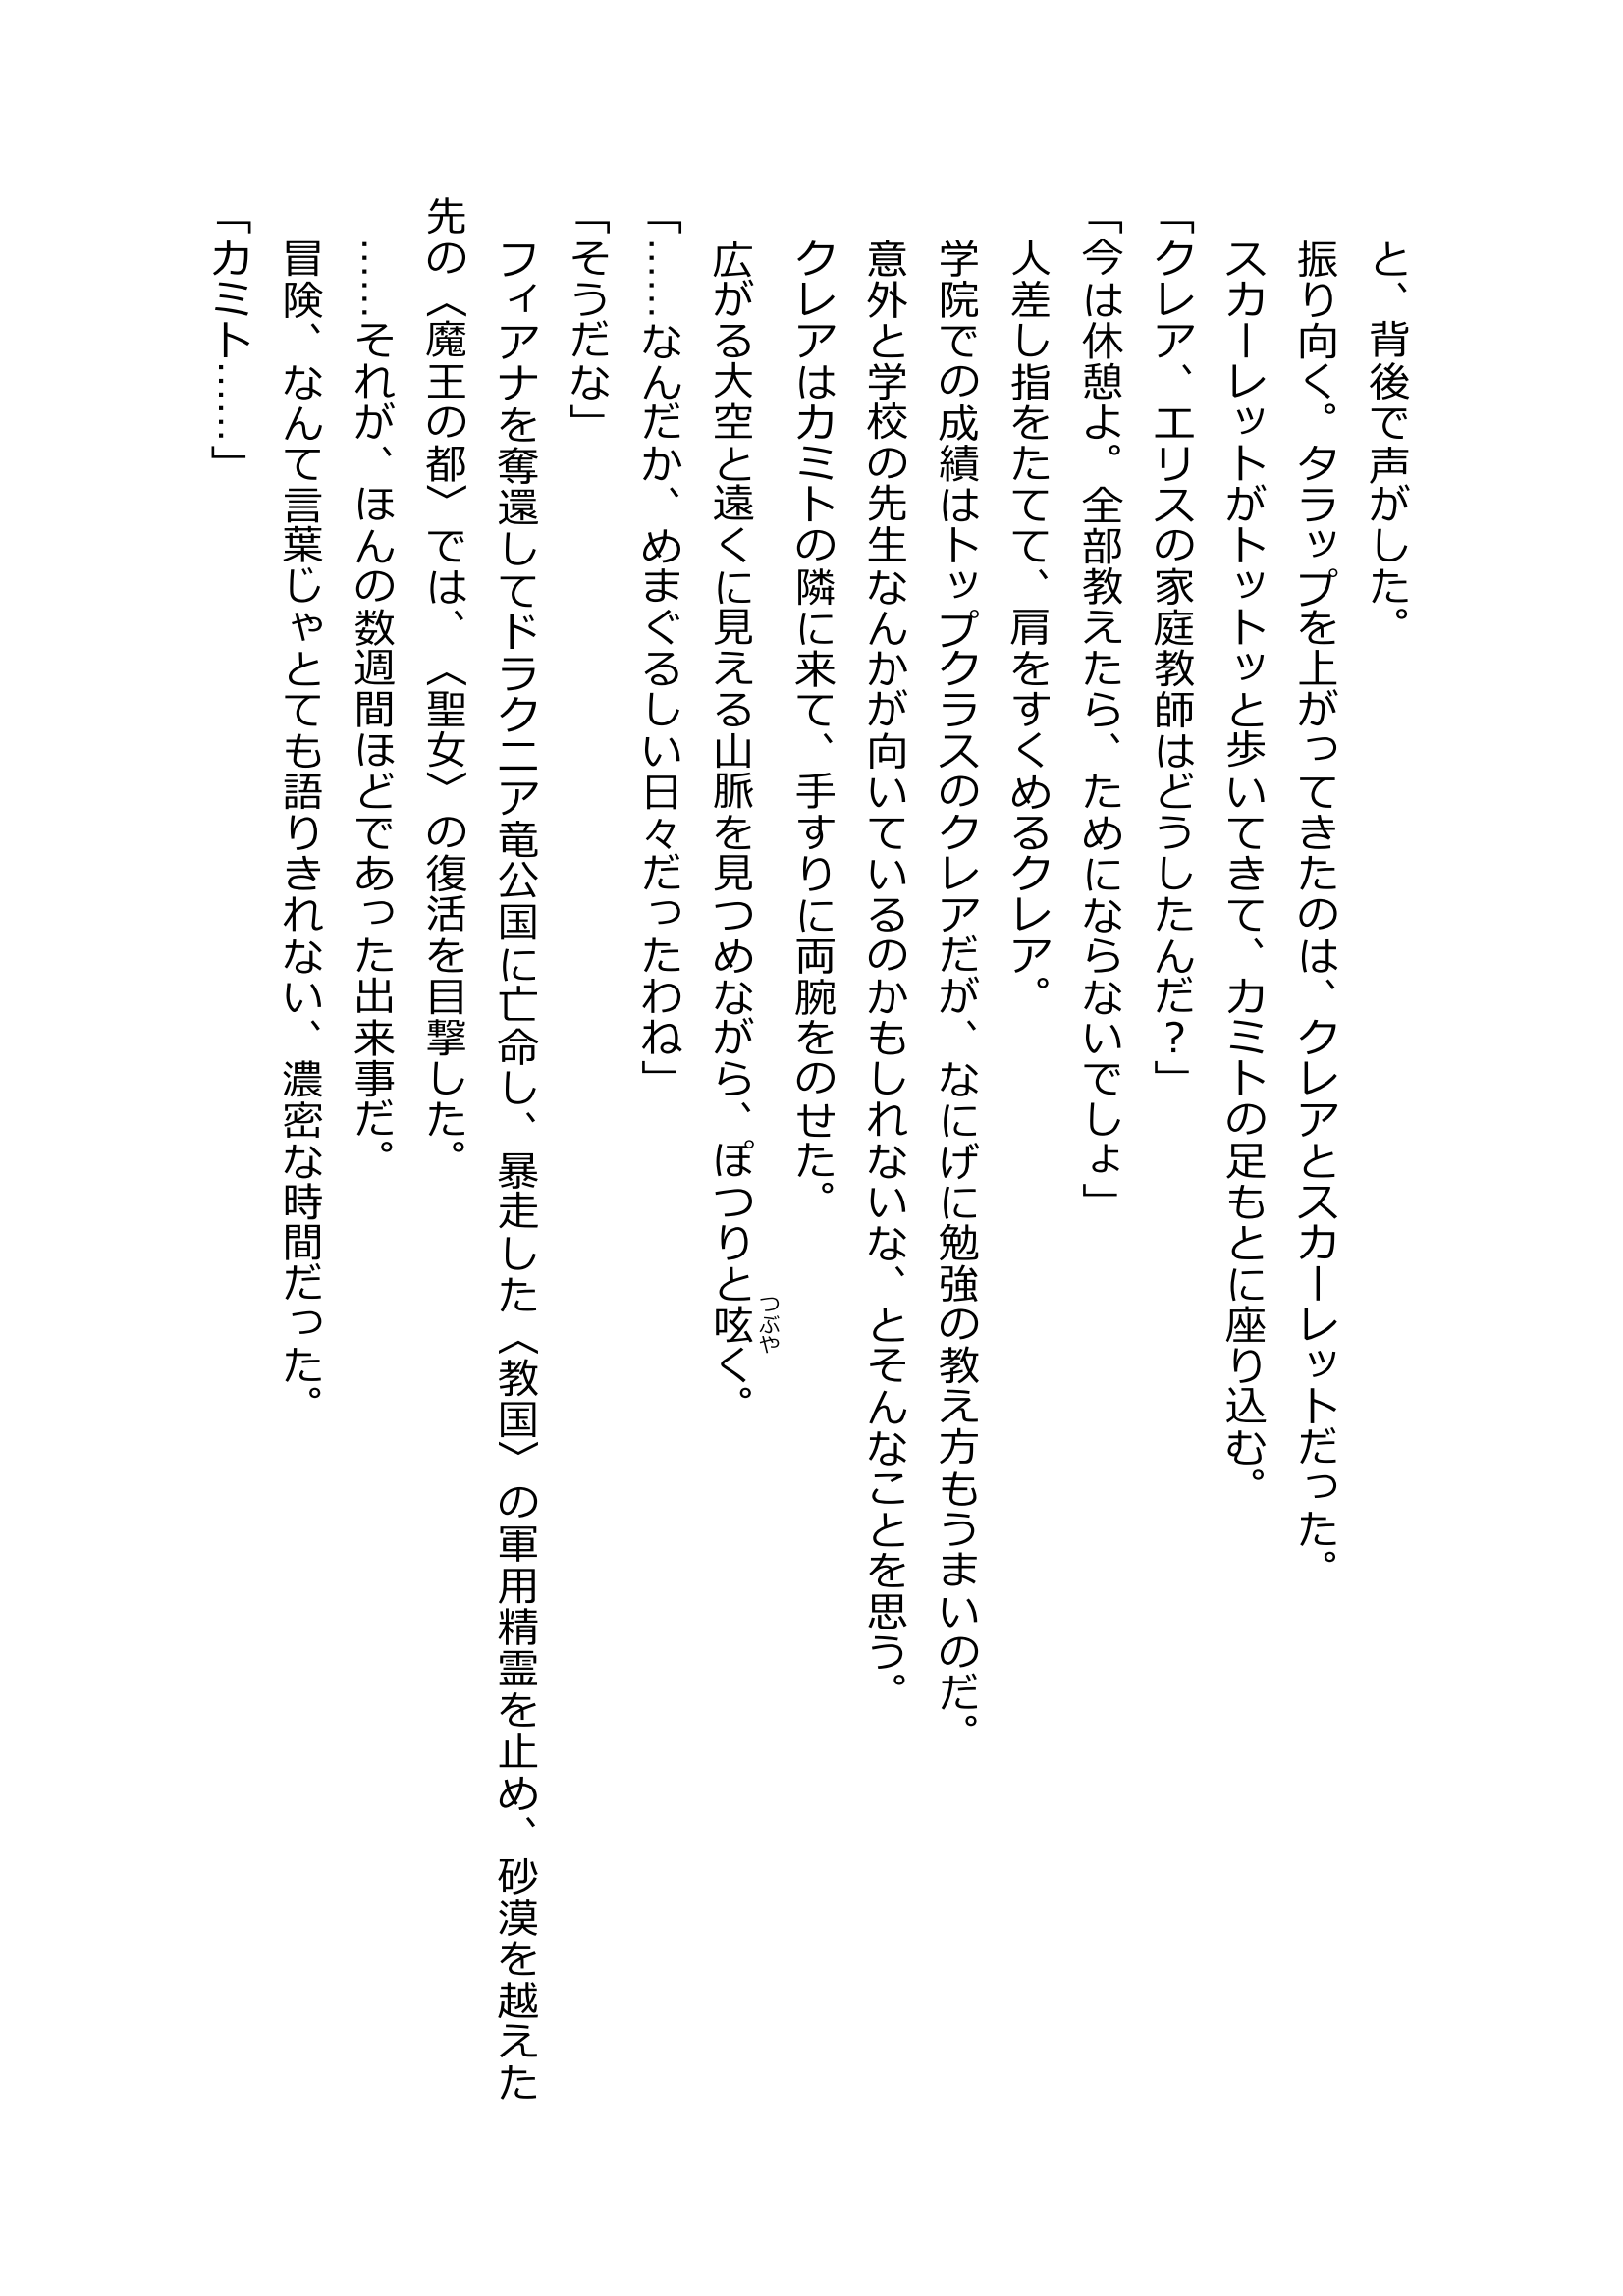 と、背後で声がした。
　振り向く。タラップを上がってきたのは、クレアとスカーレットだった。
　スカーレットがトットトッと歩いてきて、カミトの足もとに座り込む。
「クレア、エリスの家庭教師はどうしたんだ?」
「今は休憩よ。全部教えたら、ためにならないでしょ」
　人差し指をたてて、肩をすくめるクレア。
　学院での成績はトップクラスのクレアだが、なにげに勉強の教え方もうまいのだ。
　意外と学校の先生なんかが向いているのかもしれないな、とそんなことを思う。
　クレアはカミトの隣に来て、手すりに両腕をのせた。
　広がる大空と遠くに見える山脈を見つめながら、ぽつりと呟つぶやく。
「……なんだか、めまぐるしい日々だったわね」
「そうだな」
　フィアナを奪還してドラクニア竜公国に亡命し、暴走した〈教国〉の軍用精霊を止め、砂漠を越えた
先の〈魔王の都〉では、〈聖女〉の復活を目撃した。
　……それが、ほんの数週間ほどであった出来事だ。
　冒険、なんて言葉じゃとても語りきれない、濃密な時間だった。
「カミト……」